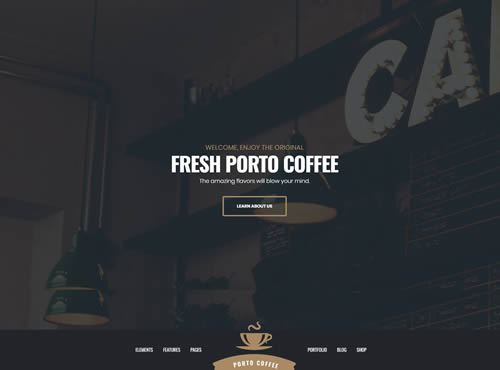 CA
WELCOME, ENJOY THE ORIGINAL
FRESH PORTO COFFEE
The amazing flavors will blow your mind.
LEARN ABOUT US
ELEMENTS FEATURES PAGES PORTFOLIO BLOG SHOP
PORTO COFFEE